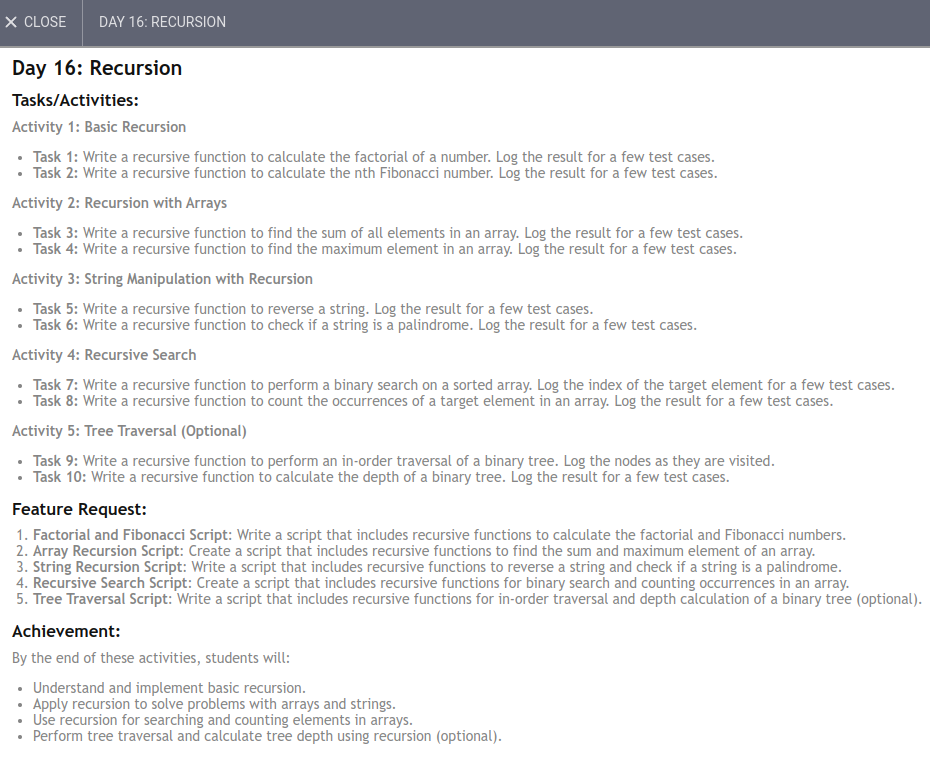 ✕ CLOSE DAY 16: RECURSION
Day 16: Recursion
Tasks/Activities:
Activity 1: Basic Recursion
• Task 1: Write a recursive function to calculate the factorial of a number. Log the result for a few test cases.
• Task 2: Write a recursive function to calculate the nth Fibonacci number. Log the result for a few test cases.
Activity 2: Recursion with Arrays
• Task 3: Write a recursive function to find the sum of all elements in an array. Log the result for a few test cases.
• Task 4: Write a recursive function to find the maximum element in an array. Log the result for a few test cases.
Activity 3: String Manipulation with Recursion
• Task 5: Write a recursive function to reverse a string. Log the result for a few test cases.
• Task 6: Write a recursive function to check if a string is a palindrome. Log the result for a few test cases.
Activity 4: Recursive Search
• Task 7: Write a recursive function to perform a binary search on a sorted array. Log the index of the target element for a few test cases.
• Task 8: Write a recursive function to count the occurrences of a target element in an array. Log the result for a few test cases.
Activity 5: Tree Traversal (Optional)
• Task 9: Write a recursive function to perform an in-order traversal of a binary tree. Log the nodes as they are visited.
• Task 10: Write a recursive function to calculate the depth of a binary tree. Log the result for a few test cases.
Feature Request:
1. Factorial and Fibonacci Script: Write a script that includes recursive functions to calculate the factorial and Fibonacci numbers.
2. Array Recursion Script: Create a script that includes recursive functions to find the sum and maximum element of an array.
3. String Recursion Script: Write a script that includes recursive functions to reverse a string and check if a string is a palindrome.
4. Recursive Search Script: Create a script that includes recursive functions for binary search and counting occurrences in an array.
5. Tree Traversal Script: Write a script that includes recursive functions for in-order traversal and depth calculation of a binary tree (optional).
Achievement:
By the end of these activities, students will:
• Understand and implement basic recursion.
• Apply recursion to solve problems with arrays and strings.
• Use recursion for searching and counting elements in arrays.
• Perform tree traversal and calculate tree depth using recursion (optional).